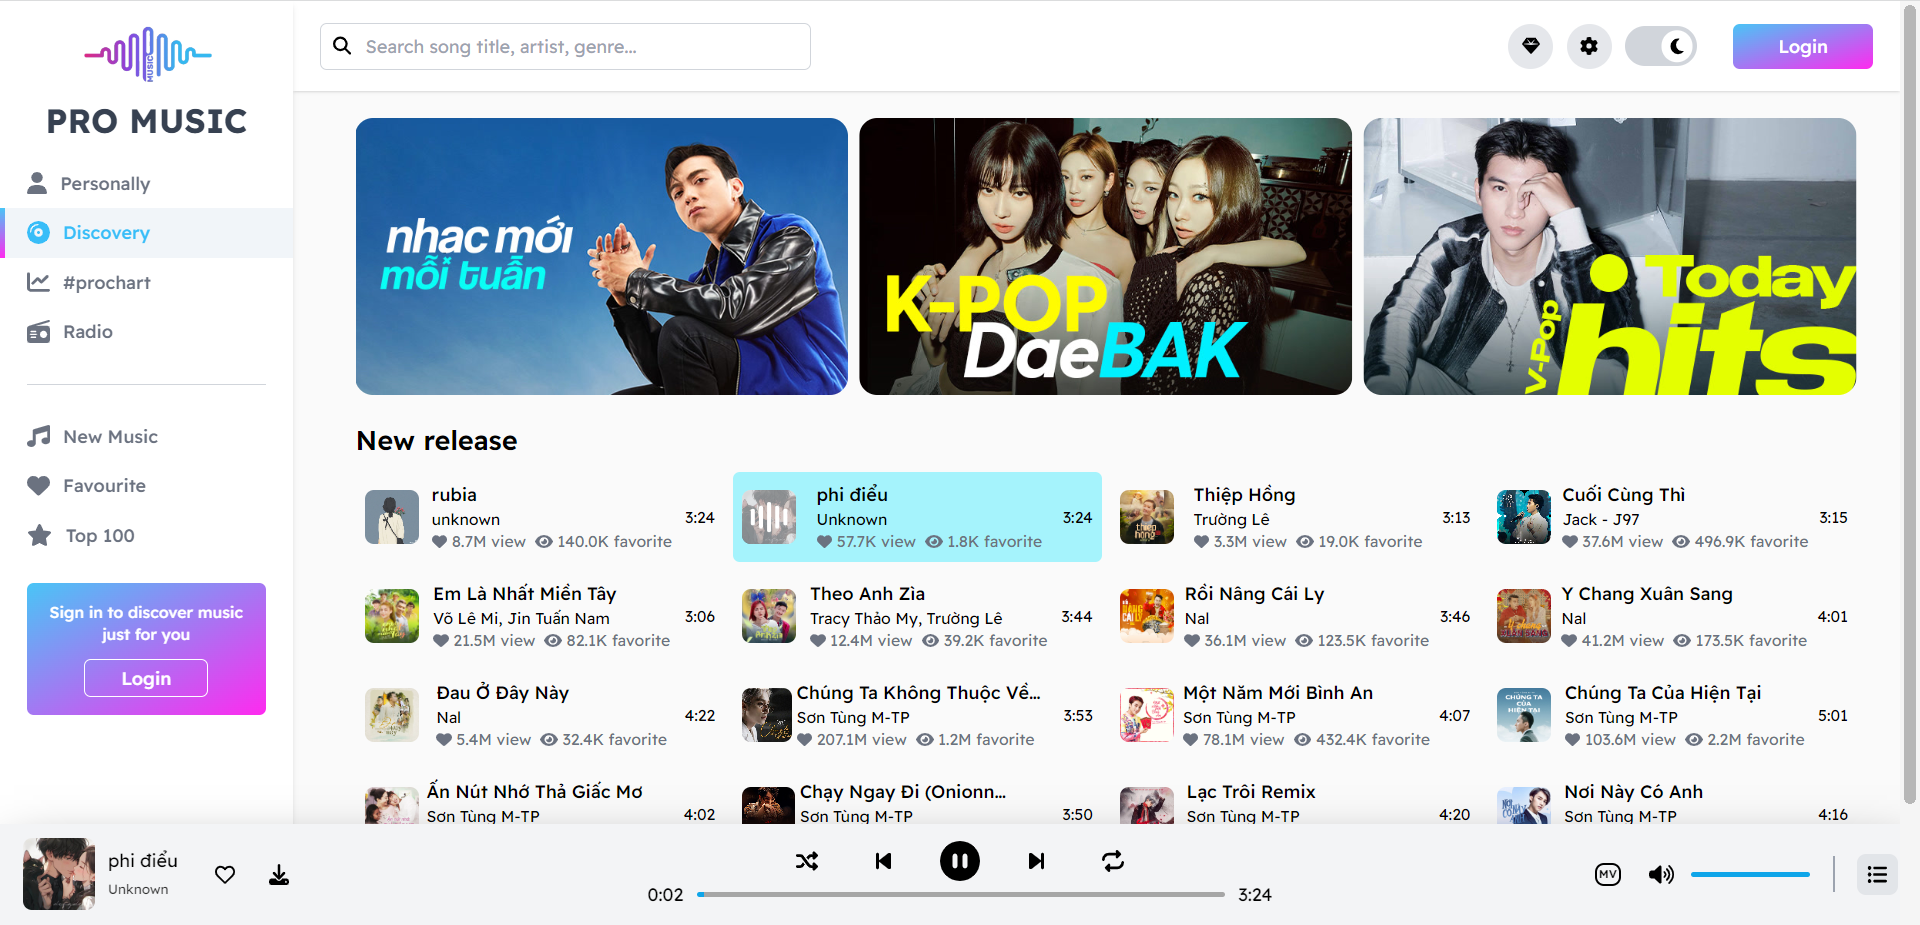 MUSIC
PRO MUSIC
Personally
Discovery
#prochart
Radio
New Music
Favourite
Top 100
Sign in to discover music
just for you
Login
Search song title, artist, genre...
Login
nhạc mới
mỗi tuần
K-POP
DaeBAK
Today
V-Pop
hits
New release
rubia
unknown
8.7M view 140.0K favorite
3:24
phi điểu
Unknown
57.7K view 1.8K favorite
3:24
Thiệp Hồng
Trường Lê
3.3M view 19.0K favorite
3:13
Cuối Cùng Thì
Jack - J97
37.6M view 496.9K favorite
3:15
Em Là Nhất Miền Tây
Võ Lê Mi, Jin Tuấn Nam
21.5M view 82.1K favorite
3:06
Theo Anh Zìa
Tracy Thảo My, Trường Lê
12.4M view 39.2K favorite
3:44
Rồi Nâng Cái Ly
Nal
36.1M view 123.5K favorite
3:46
Y Chang Xuân Sang
Nal
41.2M view 173.5K favorite
4:01
Đau Ở Đây Này
Nal
5.4M view 32.4K favorite
4:22
Chúng Ta Không Thuộc Về...
Sơn Tùng M-TP
207.1M view 1.2M favorite
3:53
Một Năm Mới Bình An
Sơn Tùng M-TP
78.1M view 432.4K favorite
4:07
CHÚNG TA
CỦA
HIỆN TẠI
Chúng Ta Của Hiện Tại
Sơn Tùng M-TP
103.6M view 2.2M favorite
5:01
Ấn Nút Nhớ Thả Giấc Mơ
Sơn Tùng M-TP
4:02
Chạy Ngay Đi (Onionn...
Sơn Tùng M-TP
3:50
Lạc Trôi Remix
Sơn Tùng M-TP
4:20
Nơi Này Có Anh
Sơn Tùng M-TP
4:16
phi điểu
Unknown
0:02
3:24
MV